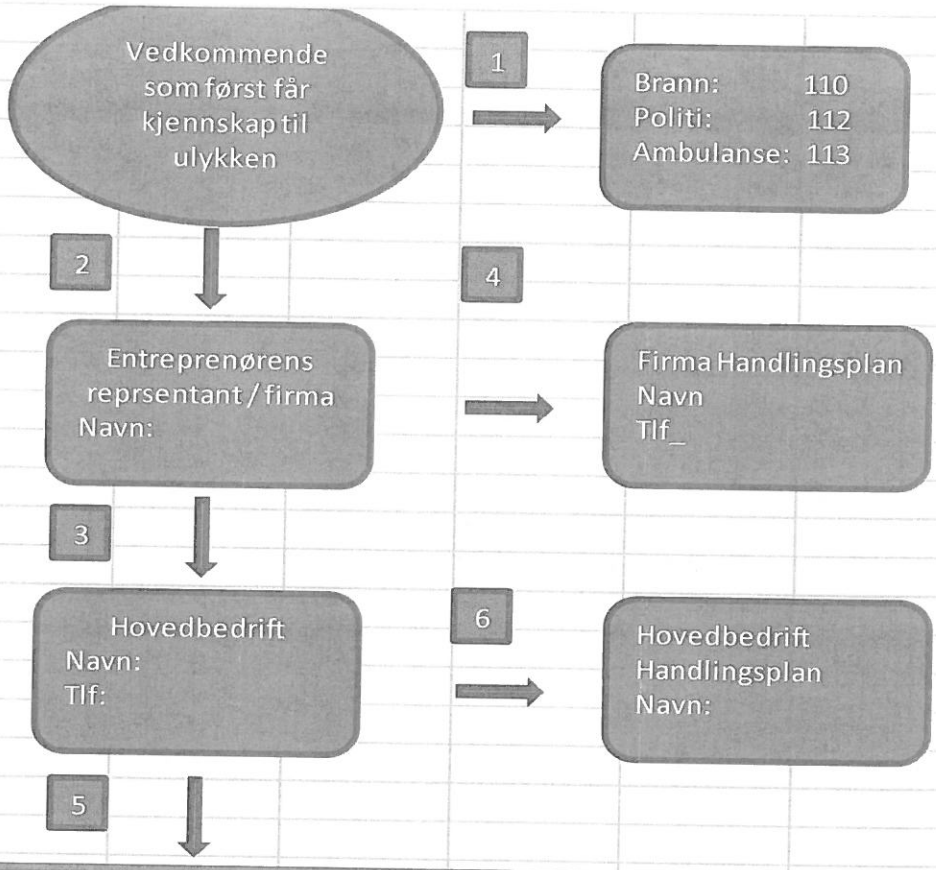 Vedkommende
som først får
kjennskap til
ulykken
1
Brann: 110
Politi: 112
Ambulanse: 113
2
4
Entreprenørens
reprsentant / firma
Navn:
Firma Handlingsplan
Navn
Tlf_
3
Hovedbedrift
Navn:
Tlf:
6
Hovedbedrift
Handlingsplan
Navn:
5